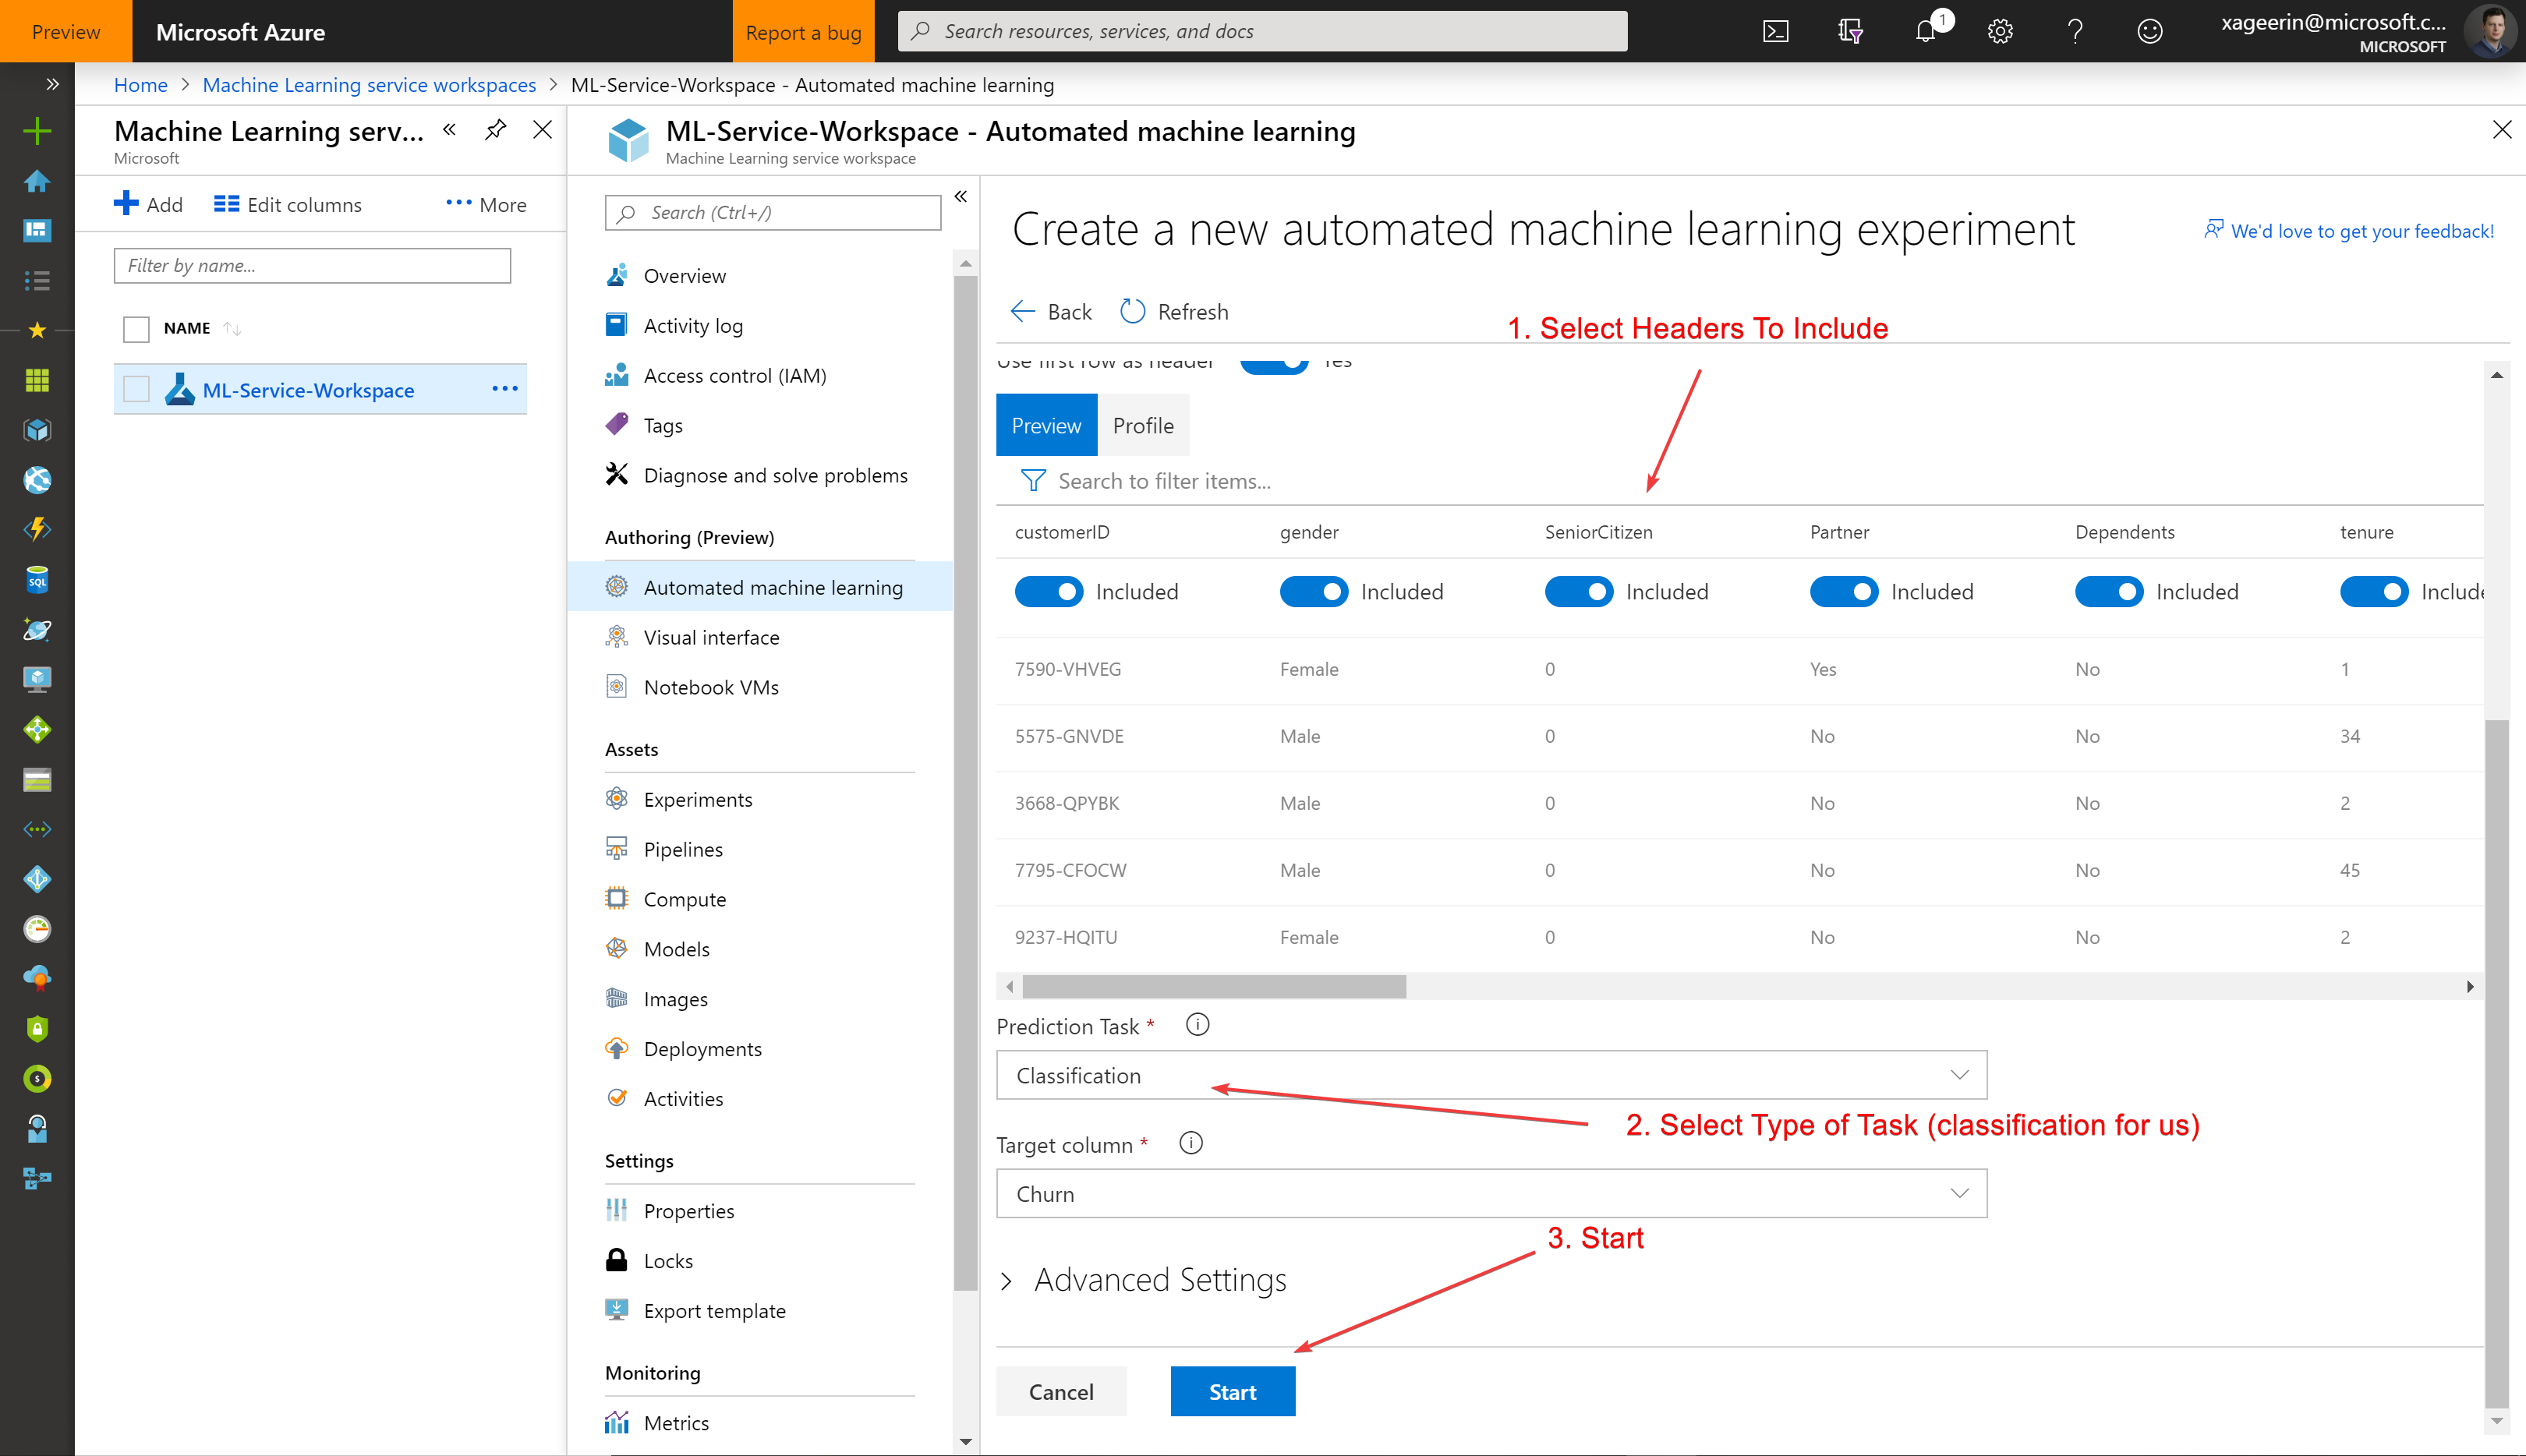 Preview
Microsoft Azure
Report a bug
Search resources, services, and docs
1
xageerin@microsoft.c...
MICROSOFT
Home > Machine Learning service workspaces > ML-Service-Workspace - Automated machine learning
Machine Learning serv...
Microsoft
Add
Edit columns
More
Filter by name...
NAME
ML-Service-Workspace
ML-Service-Workspace - Automated machine learning
Machine Learning service workspace
Search (Ctrl+/)
Overview
Activity log
Access control (IAM)
Tags
Diagnose and solve problems
Authoring (Preview)
Automated machine learning
Visual interface
Notebook VMs
Assets
Experiments
Pipelines
Compute
Models
Images
Deployments
Activities
Settings
Properties
Locks
Export template
Monitoring
Metrics
Create a new automated machine learning experiment
We'd love to get your feedback!
Back
Refresh
1. Select Headers To Include
Use first row as header Yes
Preview
Profile
Search to filter items...
customerID gender SeniorCitizen Partner Dependents tenure
Included Included Included Included Included Include
7590-VHVEG Female 0 Yes No 1
5575-GNVDE Male 0 No No 34
3668-QPYBK Male 0 No No 2
7795-CFOCW Male 0 No No 45
9237-HQITU Female 0 No No 2
Prediction Task *
Classification
2. Select Type of Task (classification for us)
Target column *
Churn
3. Start
Advanced Settings
Cancel
Start
SQL